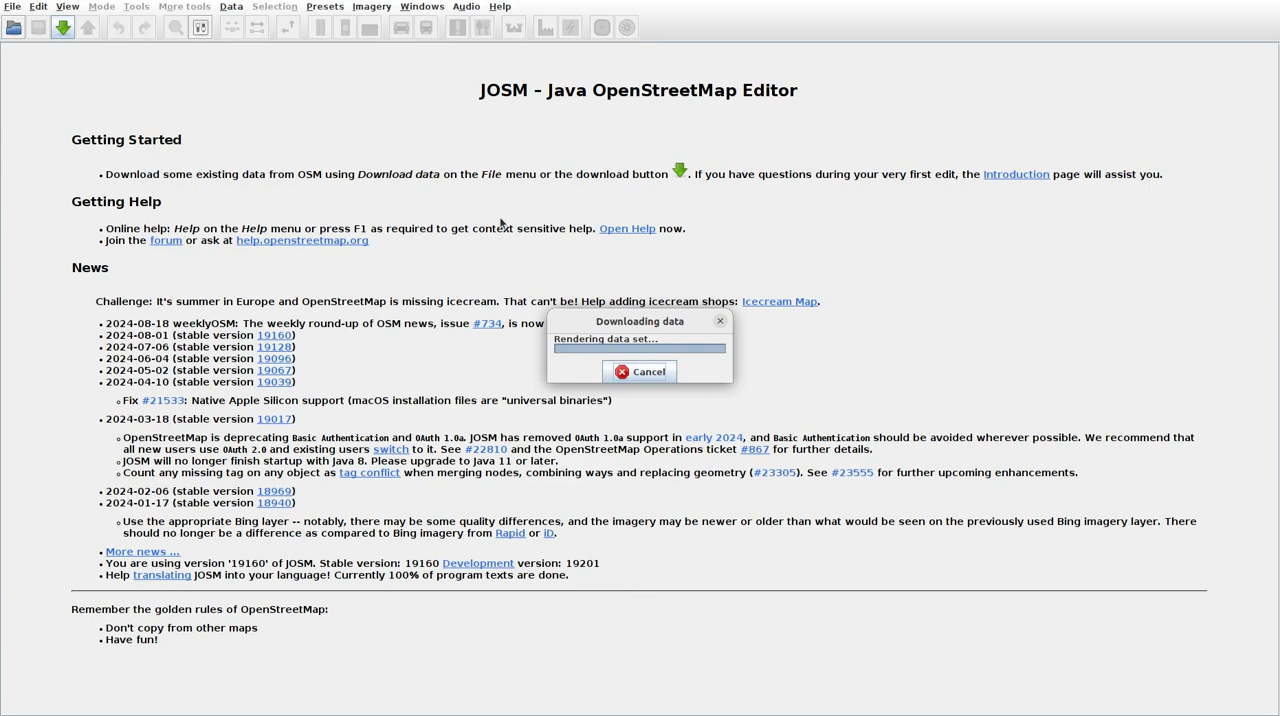 File Edit View Mode Tools More tools Data Selection Presets Imagery Windows Audio Help
JOSM – Java OpenStreetMap Editor
Getting Started
• Download some existing data from OSM using Download data on the File menu or the download button . If you have questions during your very first edit, the Introduction page will assist you.
Getting Help
• Online help: Help on the Help menu or press F1 as required to get context sensitive help. Open Help now.
• Join the forum or ask at help.openstreetmap.org
News
Challenge: It's summer in Europe and OpenStreetMap is missing icecream. That can't be! Help adding icecream shops: Icecream Map.
• 2024-08-18 weeklyOSM: The weekly round-up of OSM news, issue #734, is now
• 2024-08-01 (stable version 19160)
• 2024-07-06 (stable version 19128)
• 2024-06-04 (stable version 19096)
• 2024-05-02 (stable version 19067)
• 2024-04-10 (stable version 19039)
Downloading data
Rendering data set...
Cancel
◦ Fix #21533: Native Apple Silicon support (macOS installation files are "universal binaries")
• 2024-03-18 (stable version 19017)
◦ OpenStreetMap is deprecating Basic Authentication and OAuth 1.0a. JOSM has removed OAuth 1.0a support in early 2024, and Basic Authentication should be avoided wherever possible. We recommend that
all new users use OAuth 2.0 and existing users switch to it. See #22810 and the OpenStreetMap Operations ticket #867 for further details.
◦ JOSM will no longer finish startup with Java 8. Please upgrade to Java 11 or later.
◦ Count any missing tag on any object as tag conflict when merging nodes, combining ways and replacing geometry (#23305). See #23555 for further upcoming enhancements.
• 2024-02-06 (stable version 18969)
• 2024-01-17 (stable version 18940)
◦ Use the appropriate Bing layer -- notably, there may be some quality differences, and the imagery may be newer or older than what would be seen on the previously used Bing imagery layer. There
should no longer be a difference as compared to Bing imagery from Rapid or iD.
• More news ...
• You are using version '19160' of JOSM. Stable version: 19160 Development version: 19201
• Help translating JOSM into your language! Currently 100% of program texts are done.
Remember the golden rules of OpenStreetMap:
• Don't copy from other maps
• Have fun!